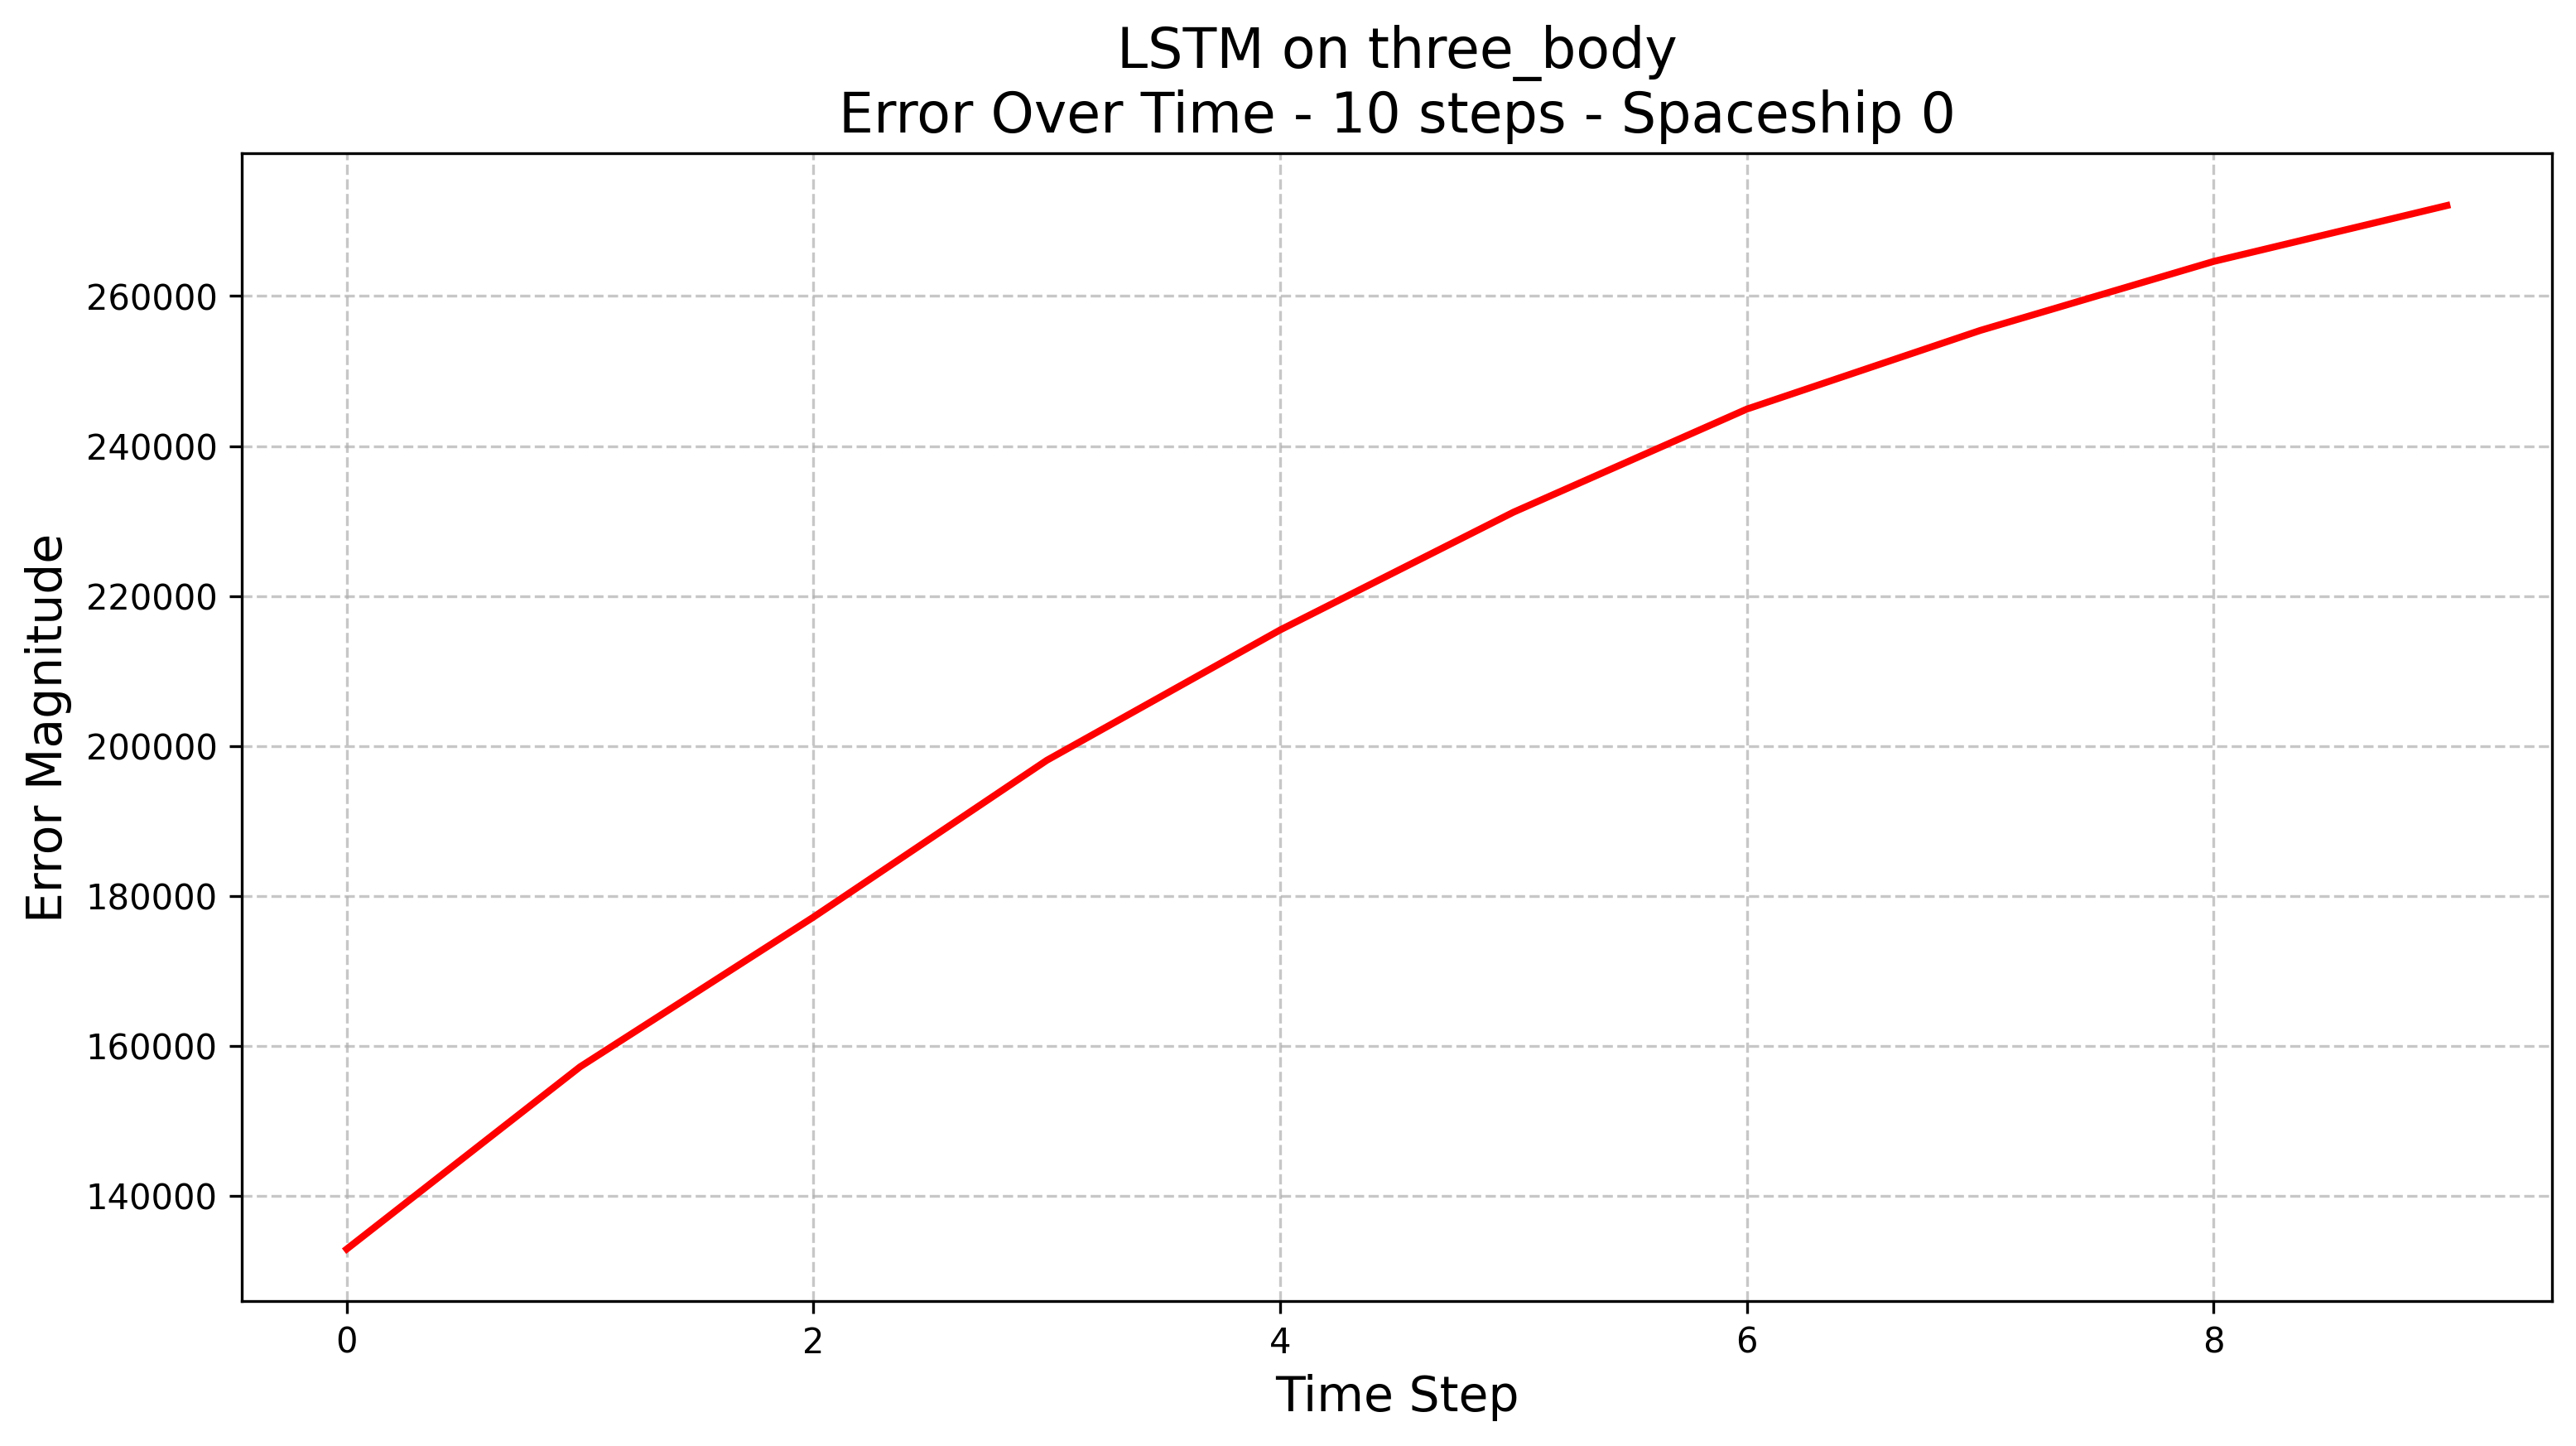 LSTM on three_body
Error Over Time - 10 steps - Spaceship 0
Error Magnitude
260000
240000
220000
200000
180000
160000
140000
0 2 4 6 8
Time Step